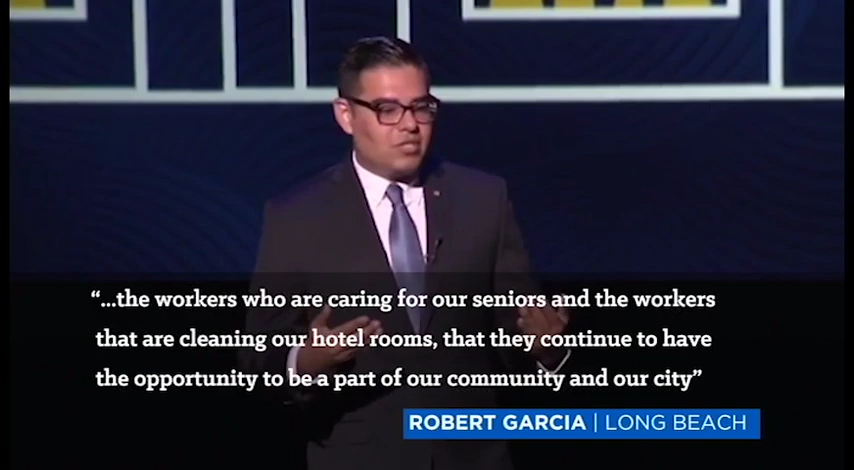 “...the workers who are caring for our seniors and the workers
that are cleaning our hotel rooms, that they continue to have
the opportunity to be a part of our community and our city”
ROBERT GARCIA | LONG BEACH